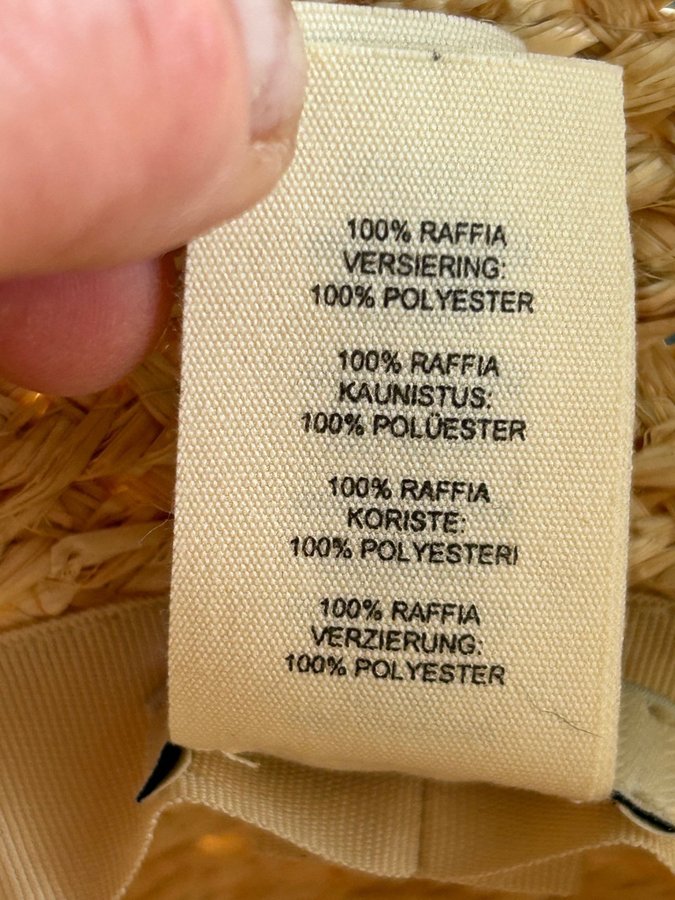 100% RAFFIA
VERSIERING:
100% POLYESTER
100% RAFFIA
KAUNISTUS:
100% POLÜESTER
100% RAFFIA
KORISTE:
100% POLYESTERI
100% RAFFIA
VERZIERUNG:
100% POLYESTER